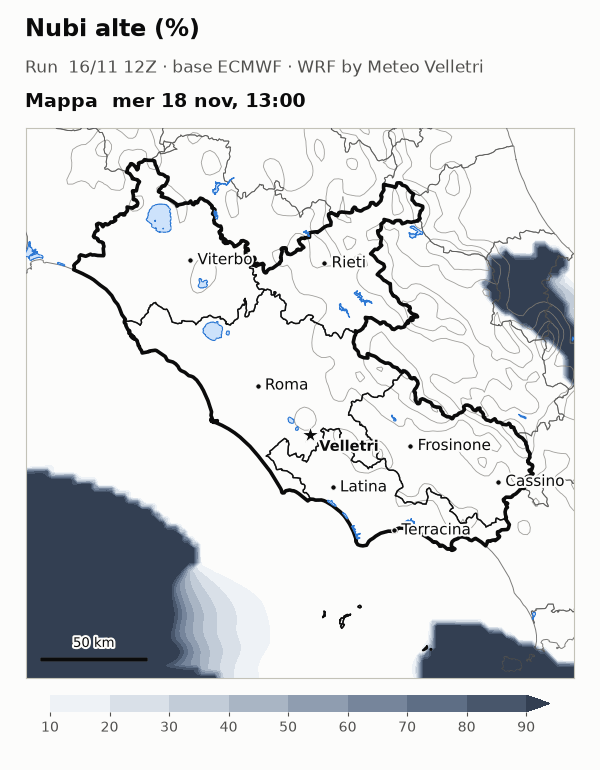 Nubi alte (%)
Run  16/11 12Z · base ECMWF · WRF by Meteo Velletri
Mappa  mer 18 nov, 13:00
Viterbo
Rieti
Roma
Velletri
Frosinone
Cassino
Latina
Terracina
50 km
10 20 30 40 50 60 70 80 90